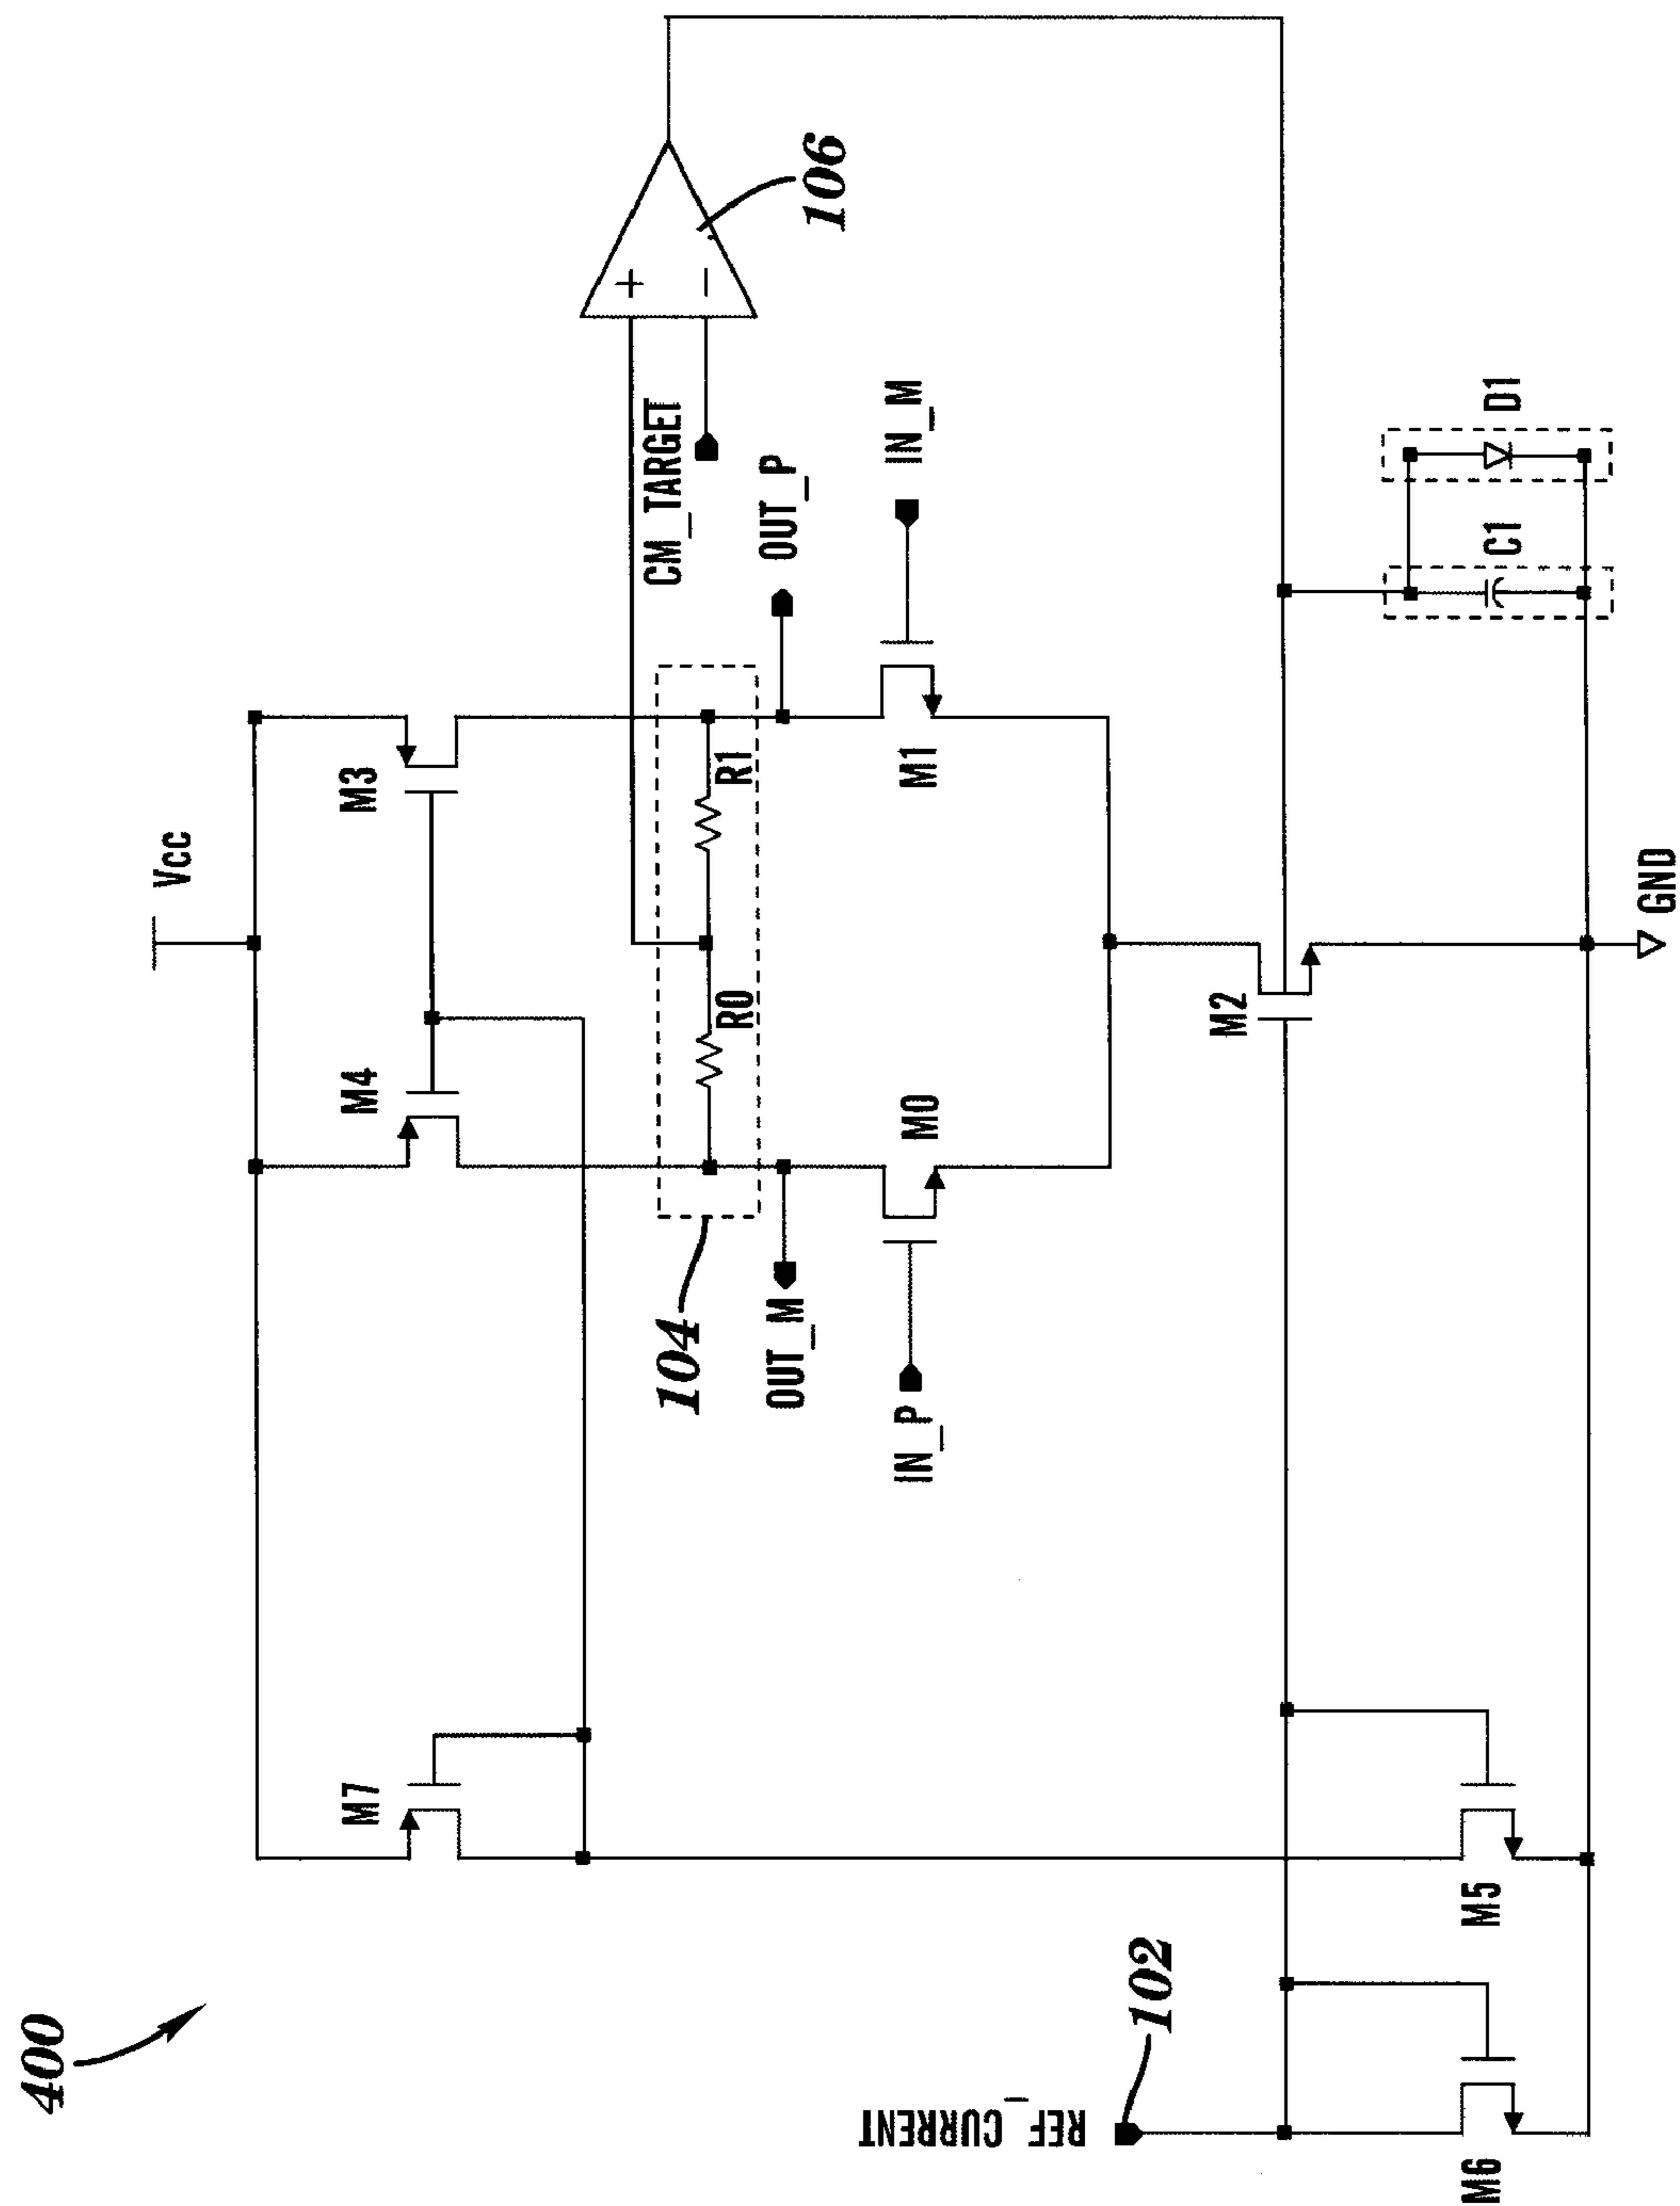 400
Vcc
M7
M4
M3
106
+
−
CM_TARGET
104
R0
R1
OUT_M
OUT_P
IN_P
M0
M1
IN_M
REF_CURRENT
102
M2
M6
M5
C1
D1
GND